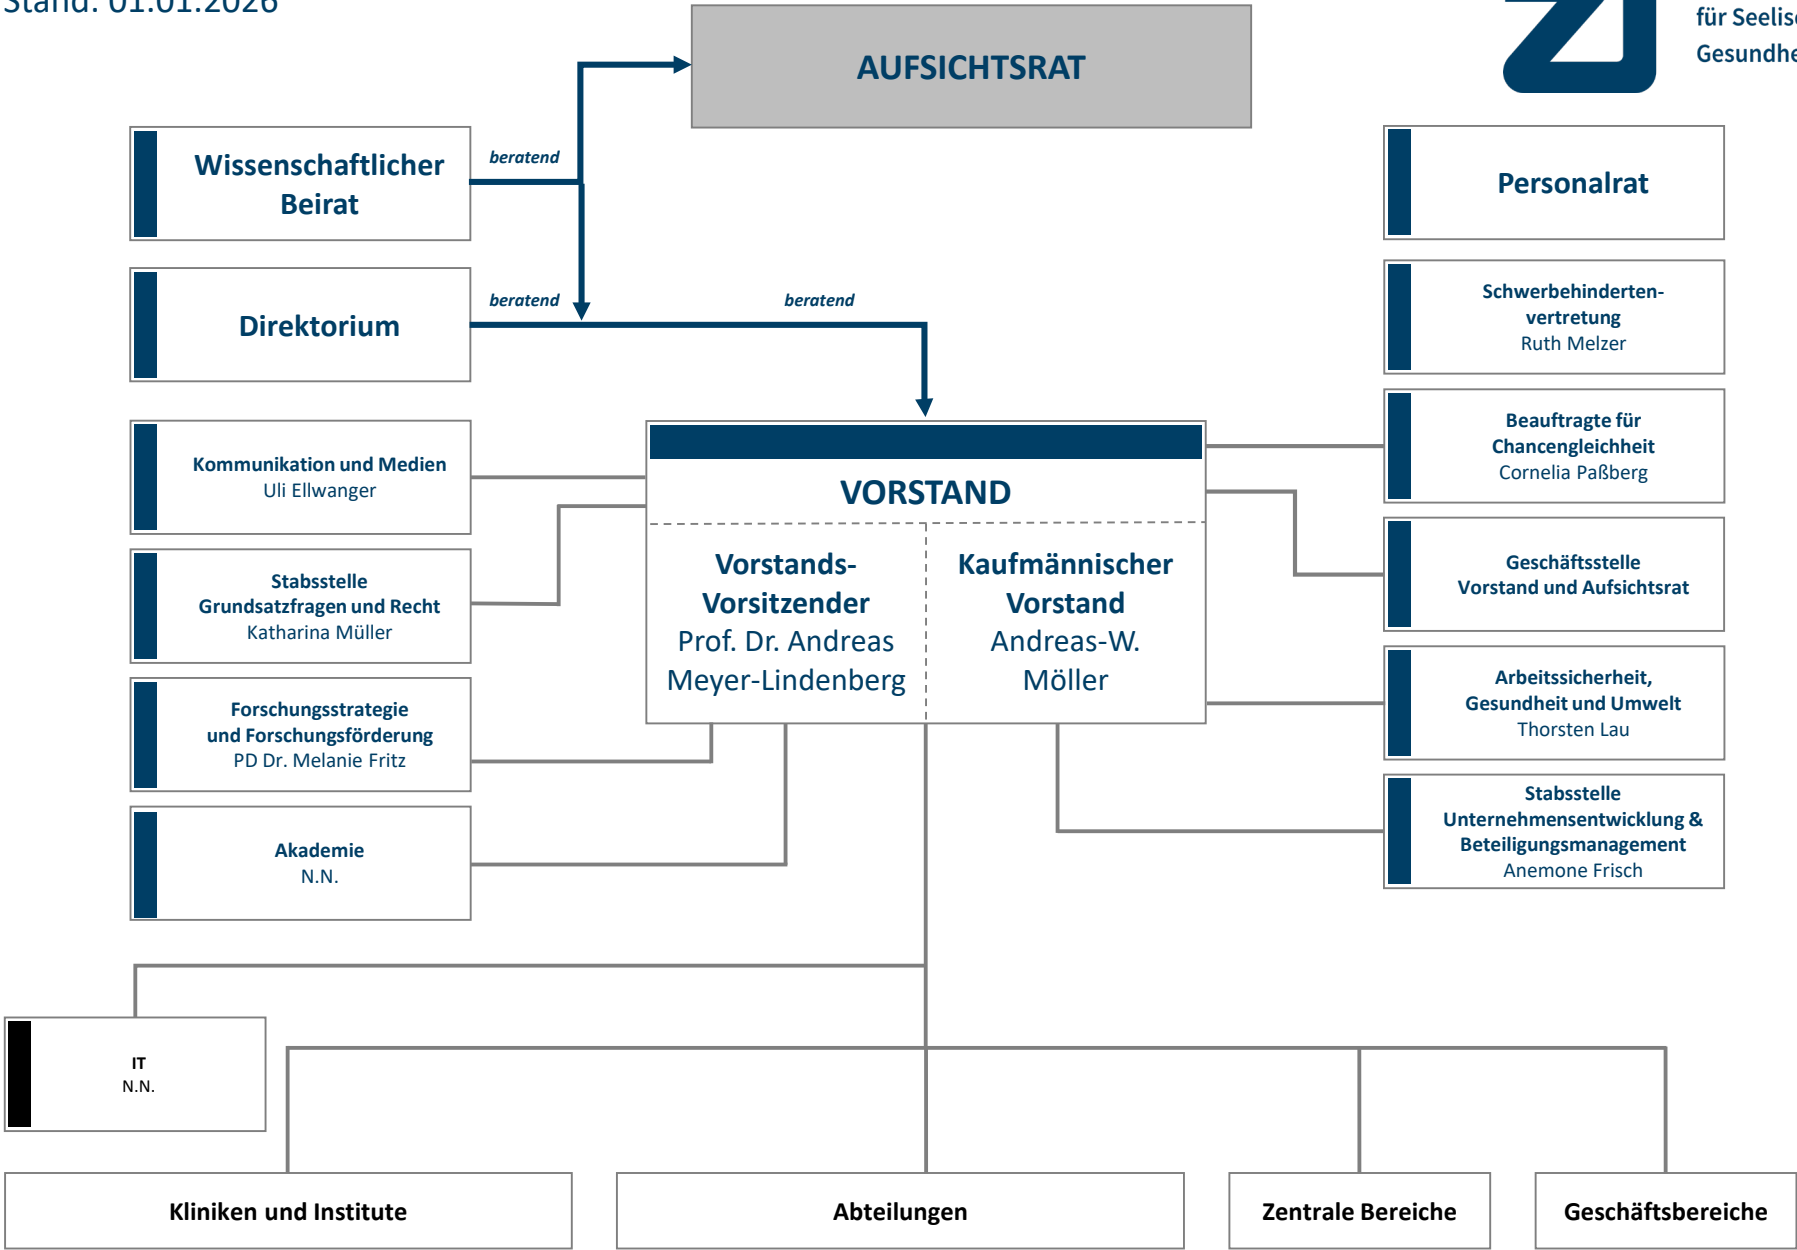 Stand: 01.01.2026
für Seelis
Gesundhe
AUFSICHTSRAT
Wissenschaftlicher
Beirat
beratend
Personalrat
Direktorium
beratend
beratend
Schwerbehinderten-
vertretung
Ruth Melzer
Kommunikation und Medien
Uli Ellwanger
Beauftragte für
Chancengleichheit
Cornelia Paßberg
VORSTAND
Vorstands-
Vorsitzender
Prof. Dr. Andreas
Meyer-Lindenberg
Kaufmännischer
Vorstand
Andreas-W.
Möller
Stabsstelle
Grundsatzfragen und Recht
Katharina Müller
Geschäftsstelle
Vorstand und Aufsichtsrat
Forschungsstrategie
und Forschungsförderung
PD Dr. Melanie Fritz
Arbeitssicherheit,
Gesundheit und Umwelt
Thorsten Lau
Akademie
N.N.
Stabsstelle
Unternehmensentwicklung &
Beteiligungsmanagement
Anemone Frisch
IT
N.N.
Kliniken und Institute
Abteilungen
Zentrale Bereiche
Geschäftsbereiche